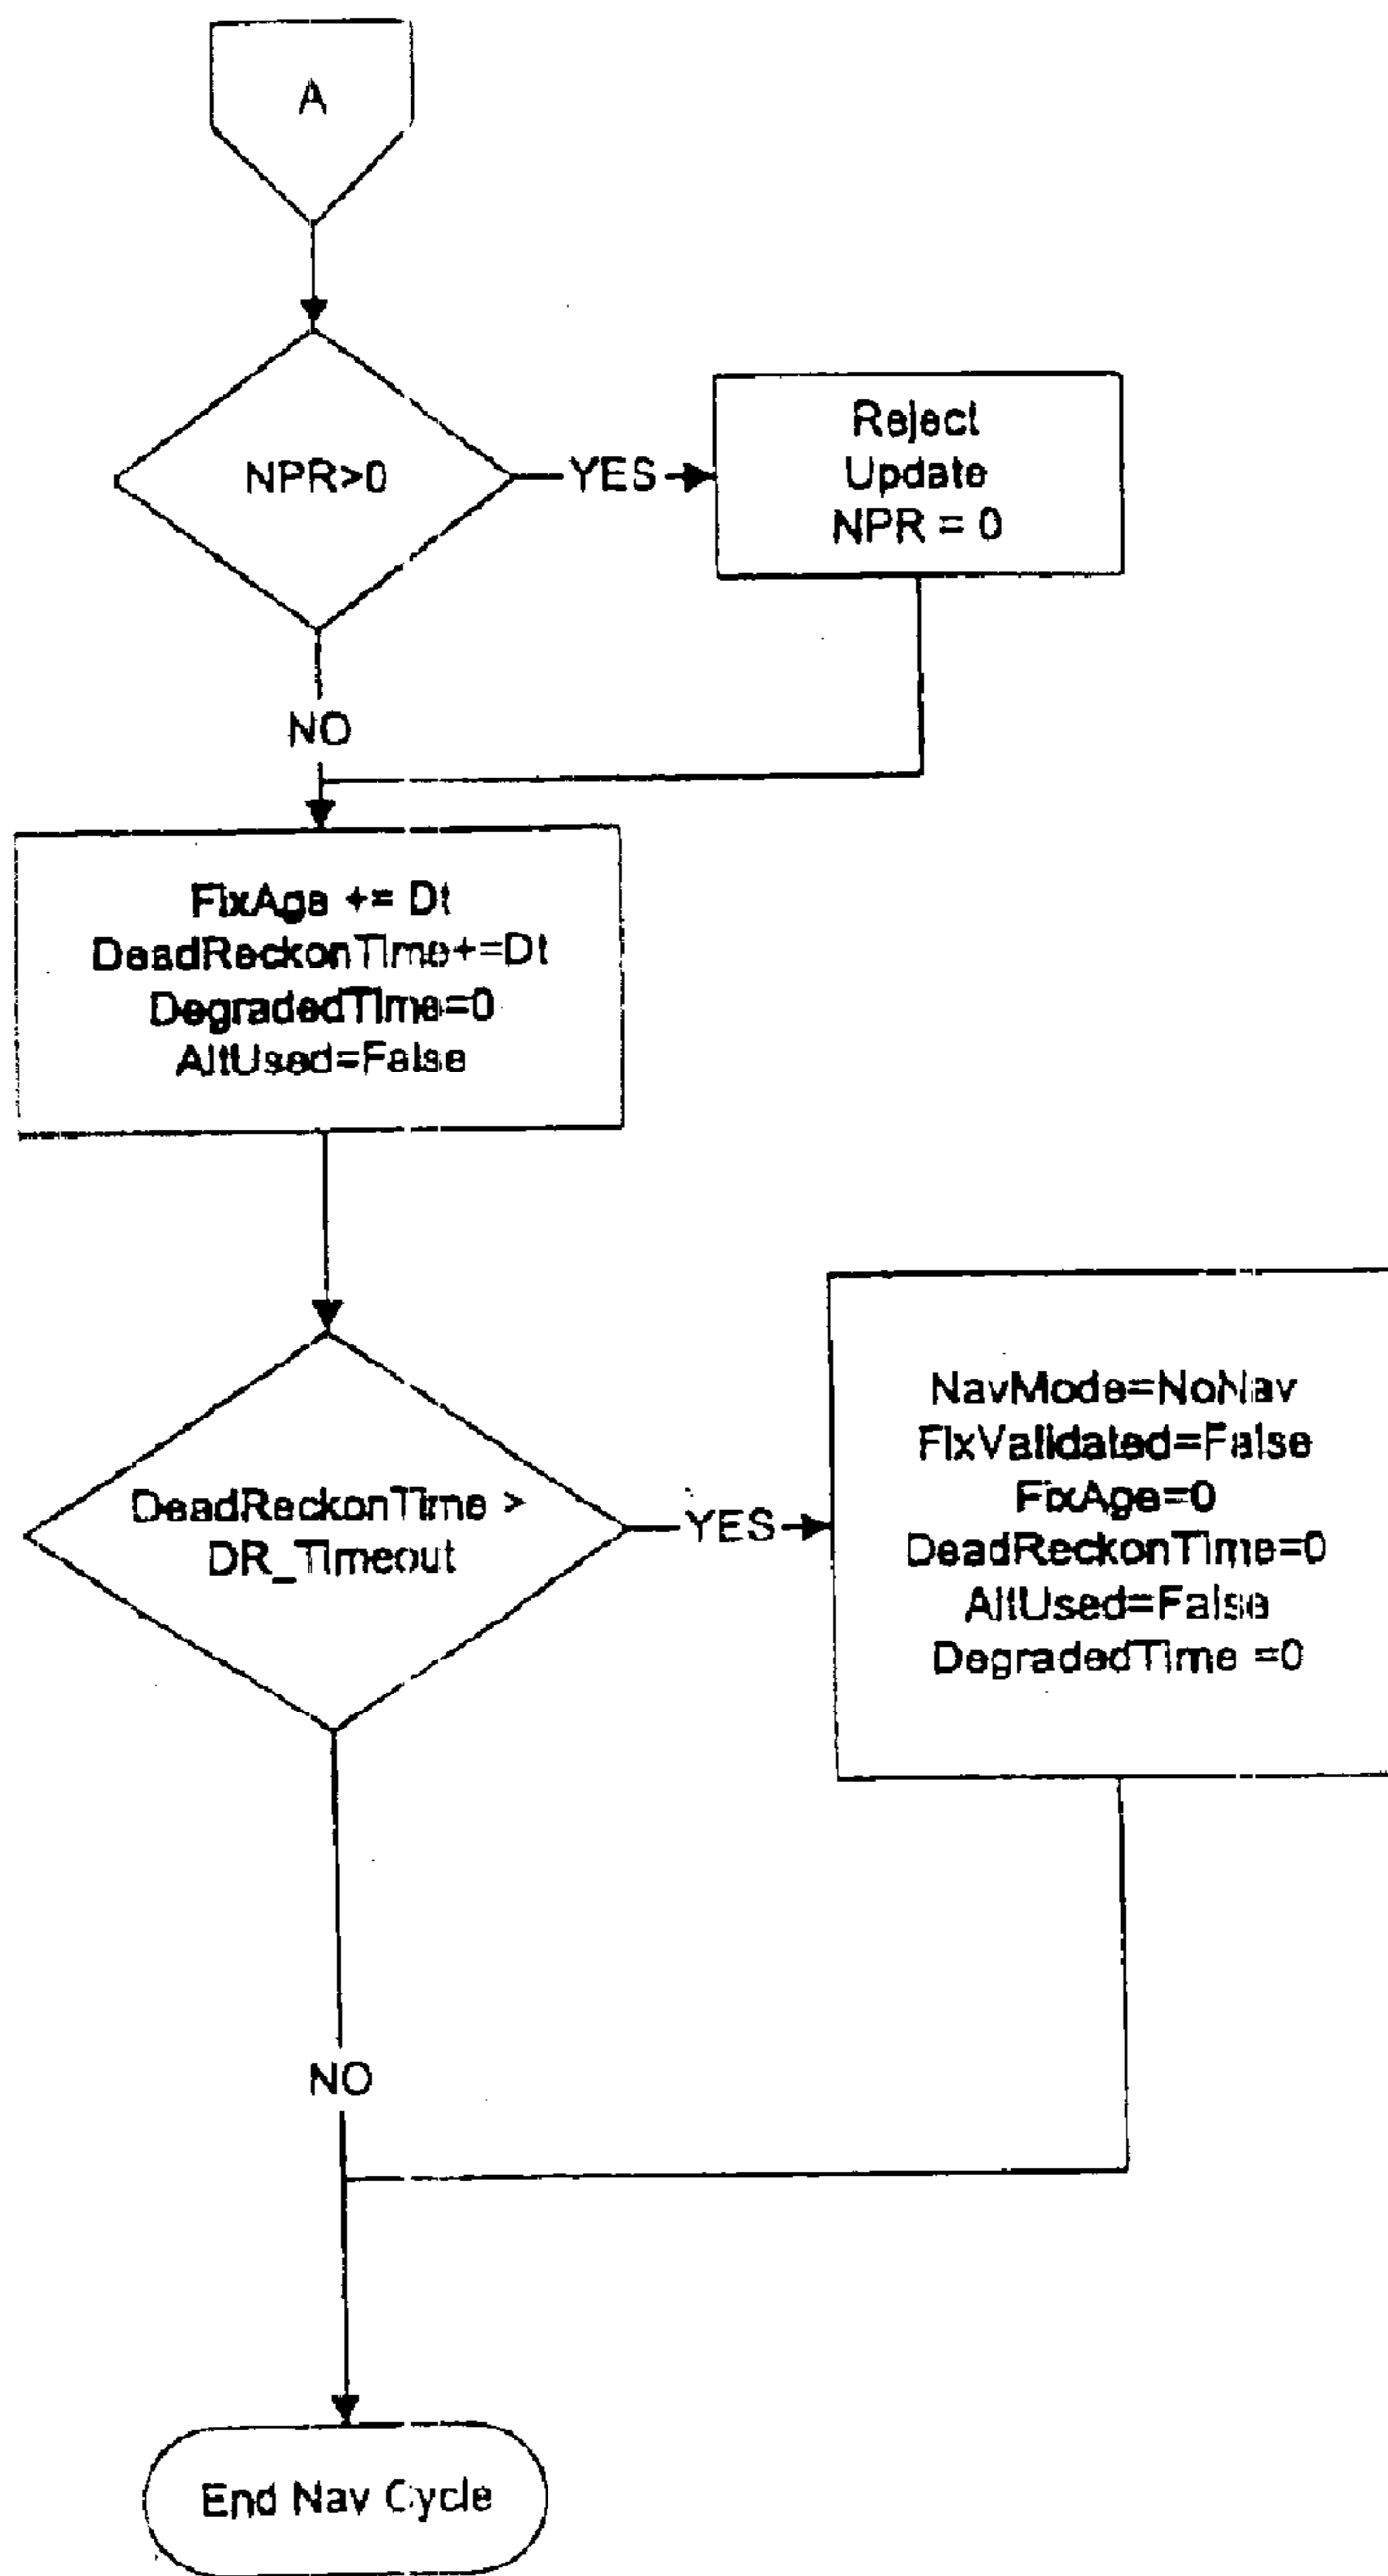 A
NPR>0
YES
Reject
Update
NPR = 0
NO
FixAge += Dt
DeadReckonTime+=Dt
DegradedTime=0
AltUsed=False
DeadReckonTime >
DR_Timeout
YES
NavMode=NoNav
FixValidated=False
FixAge=0
DeadReckonTime=0
AltUsed=False
DegradedTime =0
NO
End Nav Cycle